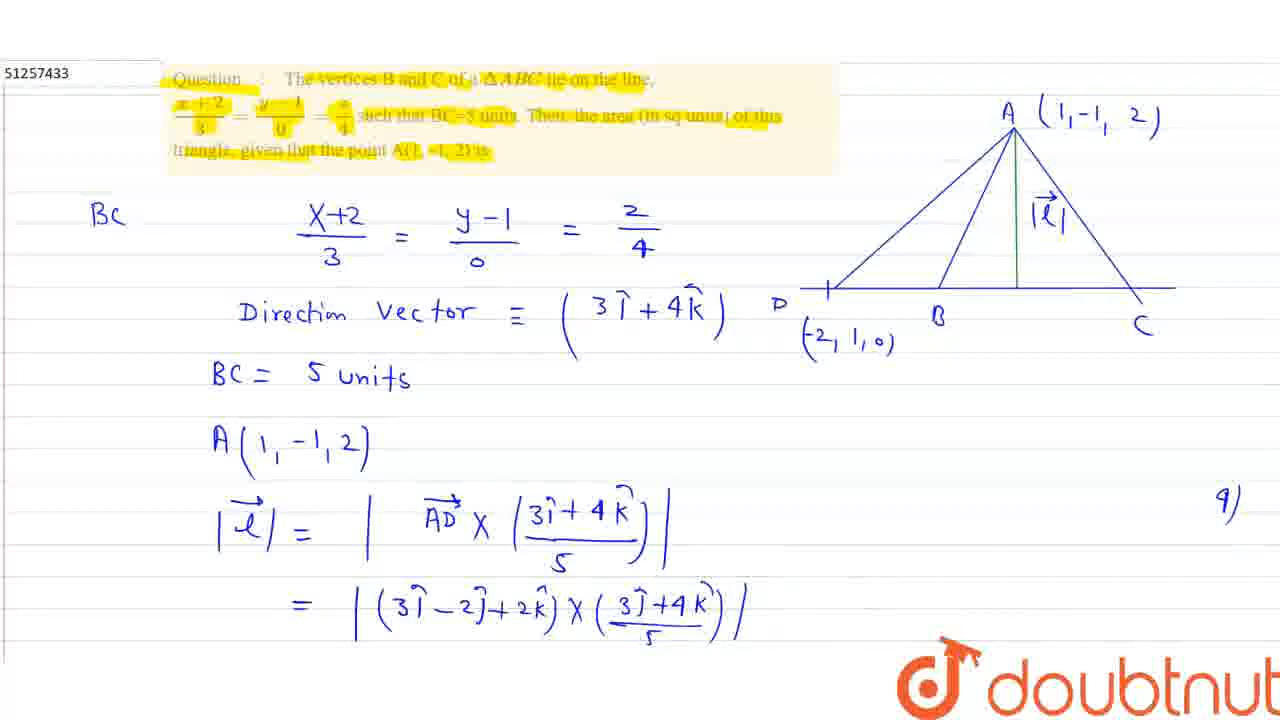 51257433
Question : The vertices B and C of a ΔABC lie on the line,
x + 2 / 3 = y − 1 / 0 = z / 4 such that BC=5 units. Then, the area (in sq units) of this
triangle, given that the point A(1, -1, 2) is
A (1, -1, 2)
BC x+2 / 3 = y-1 / 0 = z / 4
|l⃗|
Direction Vector ≡ (3î + 4k̂)
D B C
(-2, 1, 0)
BC = 5 units
A(1, -1, 2)
|l⃗| = | AD⃗ × (3î + 4k̂ / 5) |
9)
= | (3î - 2ĵ + 2k̂) × (3î + 4k̂ / 5) |
doubtnut